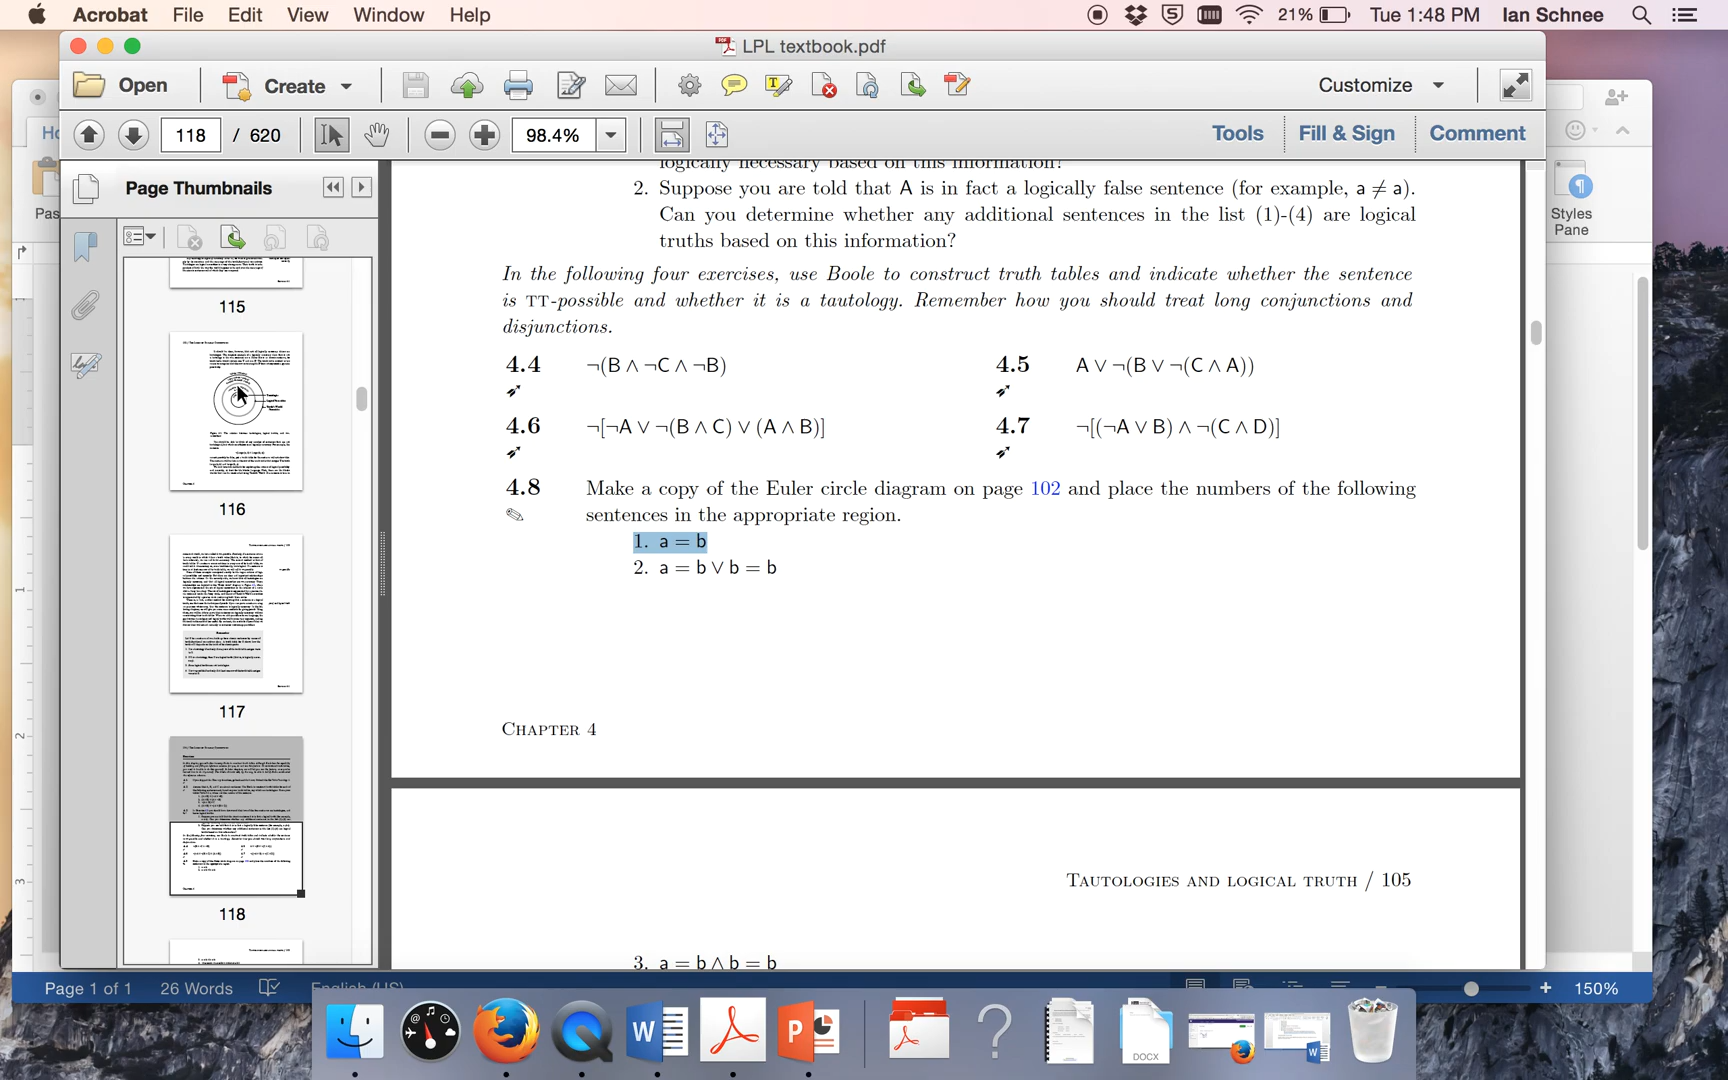 Acrobat File Edit View Window Help
21% Tue 1:48 PM Ian Schnee
LPL textbook.pdf
Open Create Customize
118 / 620 98.4% Tools Fill & Sign Comment
Page Thumbnails
115
116
117
118
logically necessary based on this information?
2. Suppose you are told that A is in fact a logically false sentence (for example, a ≠ a).
Can you determine whether any additional sentences in the list (1)-(4) are logical
truths based on this information?
In the following four exercises, use Boole to construct truth tables and indicate whether the sentence
is TT-possible and whether it is a tautology. Remember how you should treat long conjunctions and
disjunctions.
4.4 ¬(B ∧ ¬C ∧ ¬B) 4.5 A ∨ ¬(B ∨ ¬(C ∧ A))
4.6 ¬[¬A ∨ ¬(B ∧ C) ∨ (A ∧ B)] 4.7 ¬[(¬A ∨ B) ∧ ¬(C ∧ D)]
4.8 Make a copy of the Euler circle diagram on page 102 and place the numbers of the following
sentences in the appropriate region.
1. a = b
2. a = b ∨ b = b
CHAPTER 4
TAUTOLOGIES AND LOGICAL TRUTH / 105
3. a = b ∧ b = b
Ho
Pas
Styles
Pane
1
2
3
Page 1 of 1 26 Words English (US) 150%
DOCX